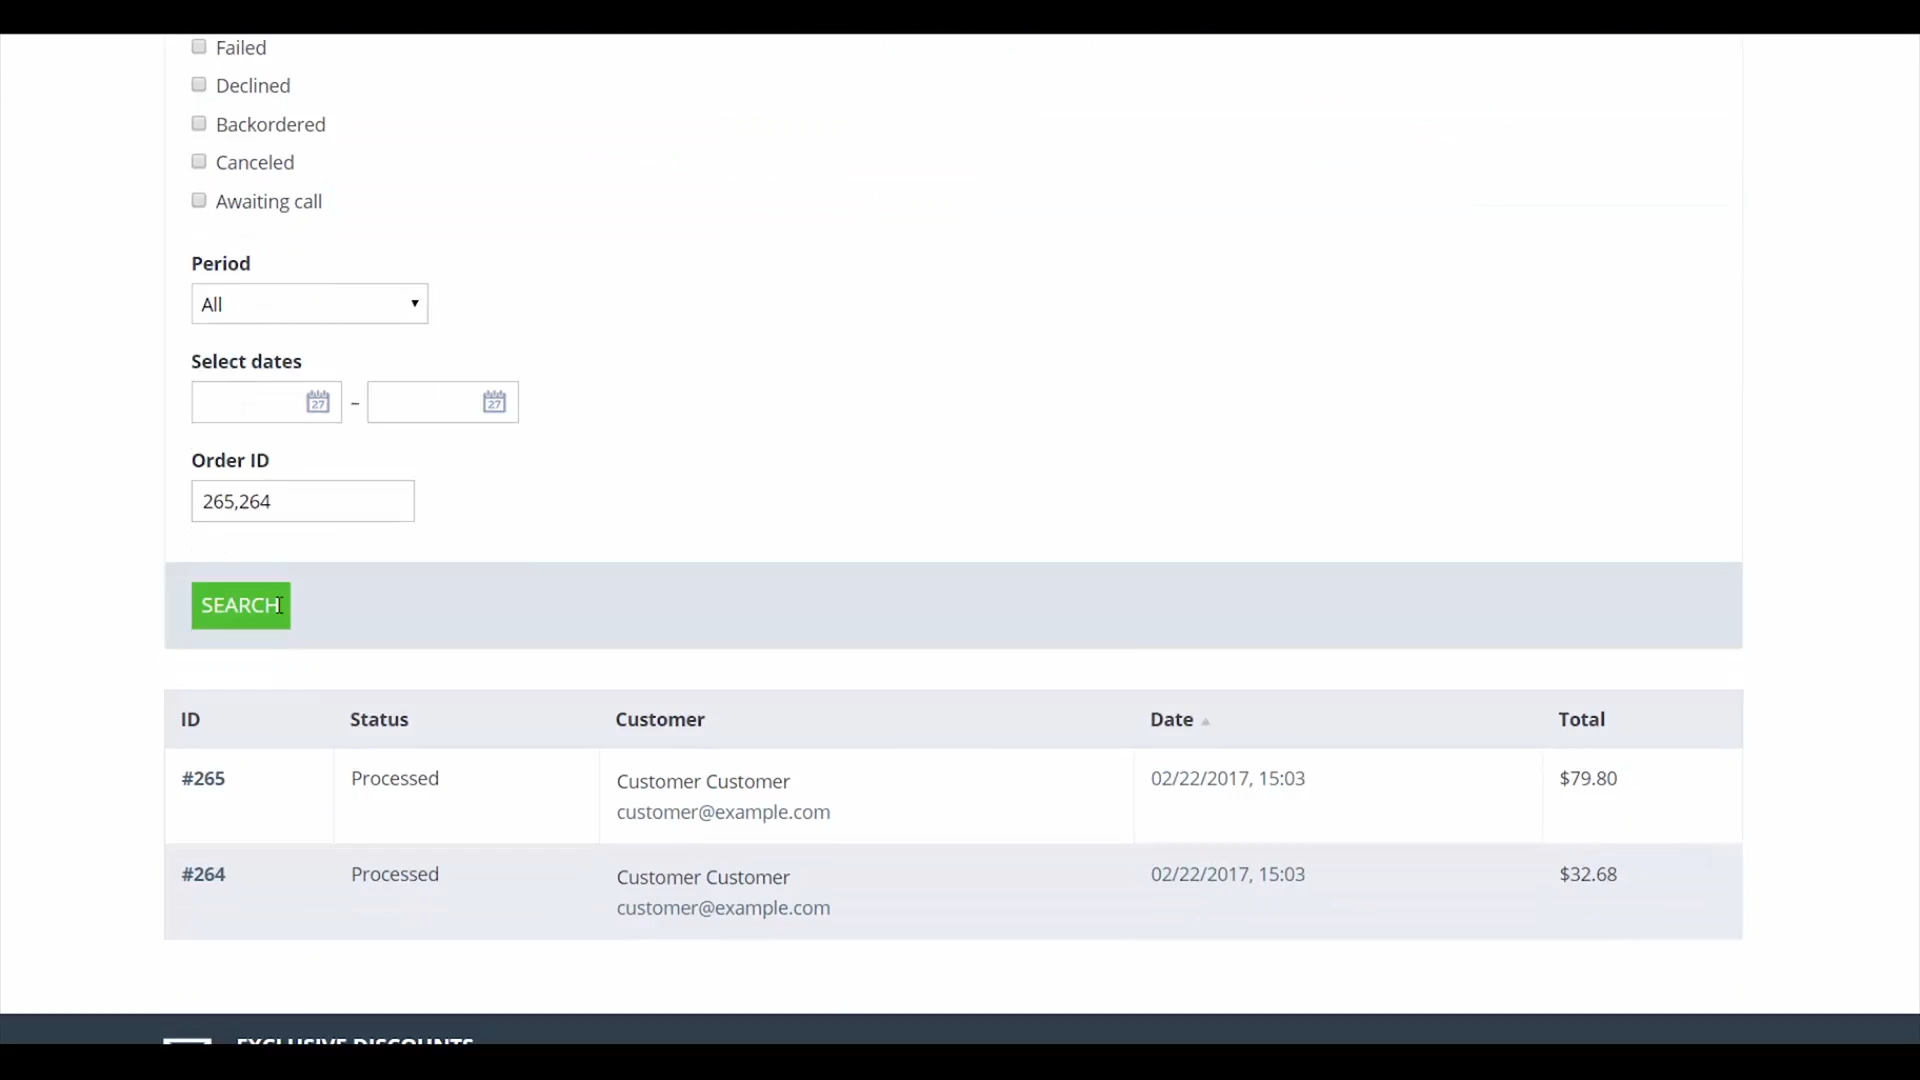 Failed
Declined
Backordered
Canceled
Awaiting call
Period
All
Select dates
27 – 27
Order ID
265,264
SEARCH
ID Status Customer Date Total
#265 Processed Customer Customer 02/22/2017, 15:03 $79.80
customer@example.com
#264 Processed Customer Customer 02/22/2017, 15:03 $32.68
customer@example.com
EXCLUSIVE DISCOUNTS